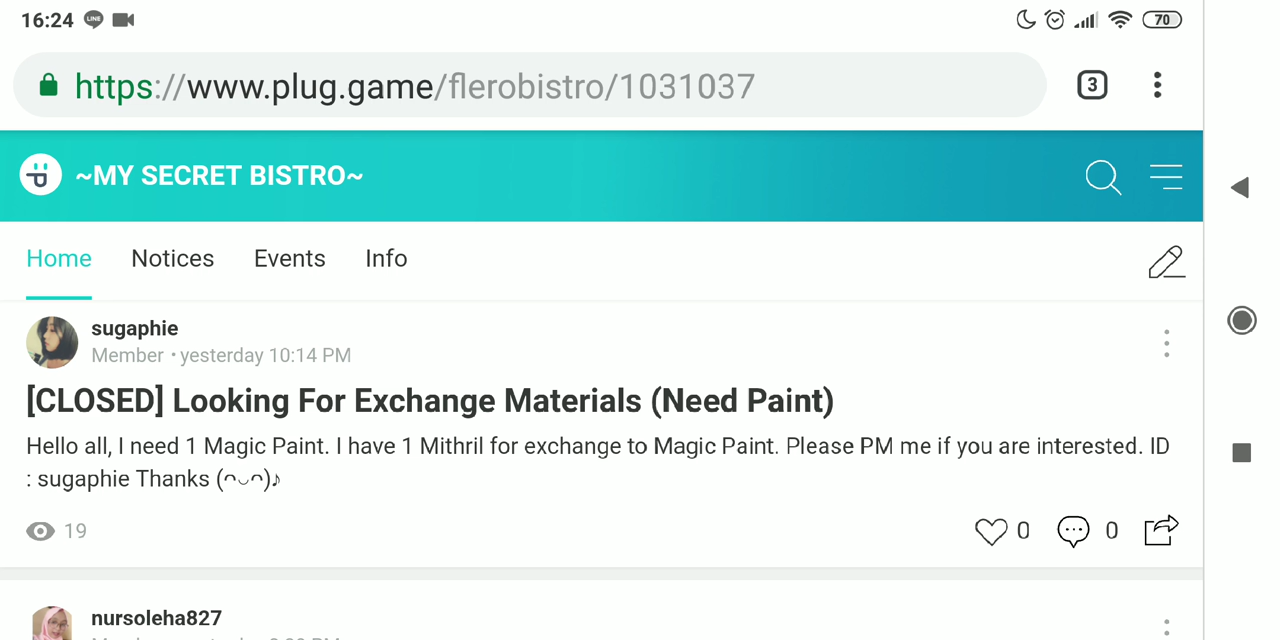 16:24 LINE 70
https://www.plug.game/flerobistro/1031037 3
~MY SECRET BISTRO~
Home Notices Events Info
sugaphie
Member • yesterday 10:14 PM
[CLOSED] Looking For Exchange Materials (Need Paint)
Hello all, I need 1 Magic Paint. I have 1 Mithril for exchange to Magic Paint. Please PM me if you are interested. ID
: sugaphie Thanks (ᴖ◡ᴖ)♪
19 0 0
nursoleha827